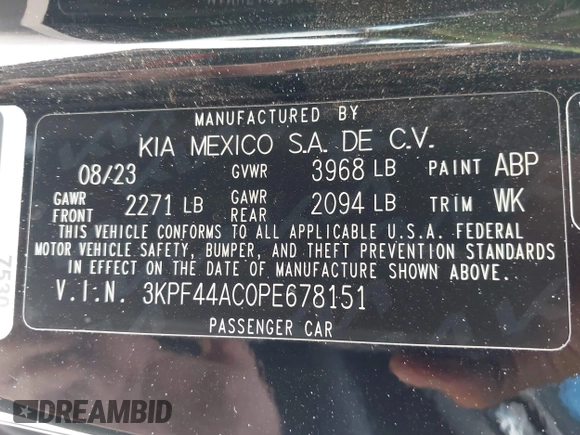 MANUFACTURED BY
KIA MEXICO S.A. DE C.V.
08/23 GVWR 3968 LB PAINT ABP
GAWR FRONT 2271 LB GAWR REAR 2094 LB TRIM WK
THIS VEHICLE CONFORMS TO ALL APPLICABLE U.S.A. FEDERAL
MOTOR VEHICLE SAFETY, BUMPER, AND THEFT PREVENTION STANDARDS
IN EFFECT ON THE DATE OF MANUFACTURE SHOWN ABOVE.
V.I.N. 3KPF44AC0PE678151
PASSENGER CAR
DREAMBID